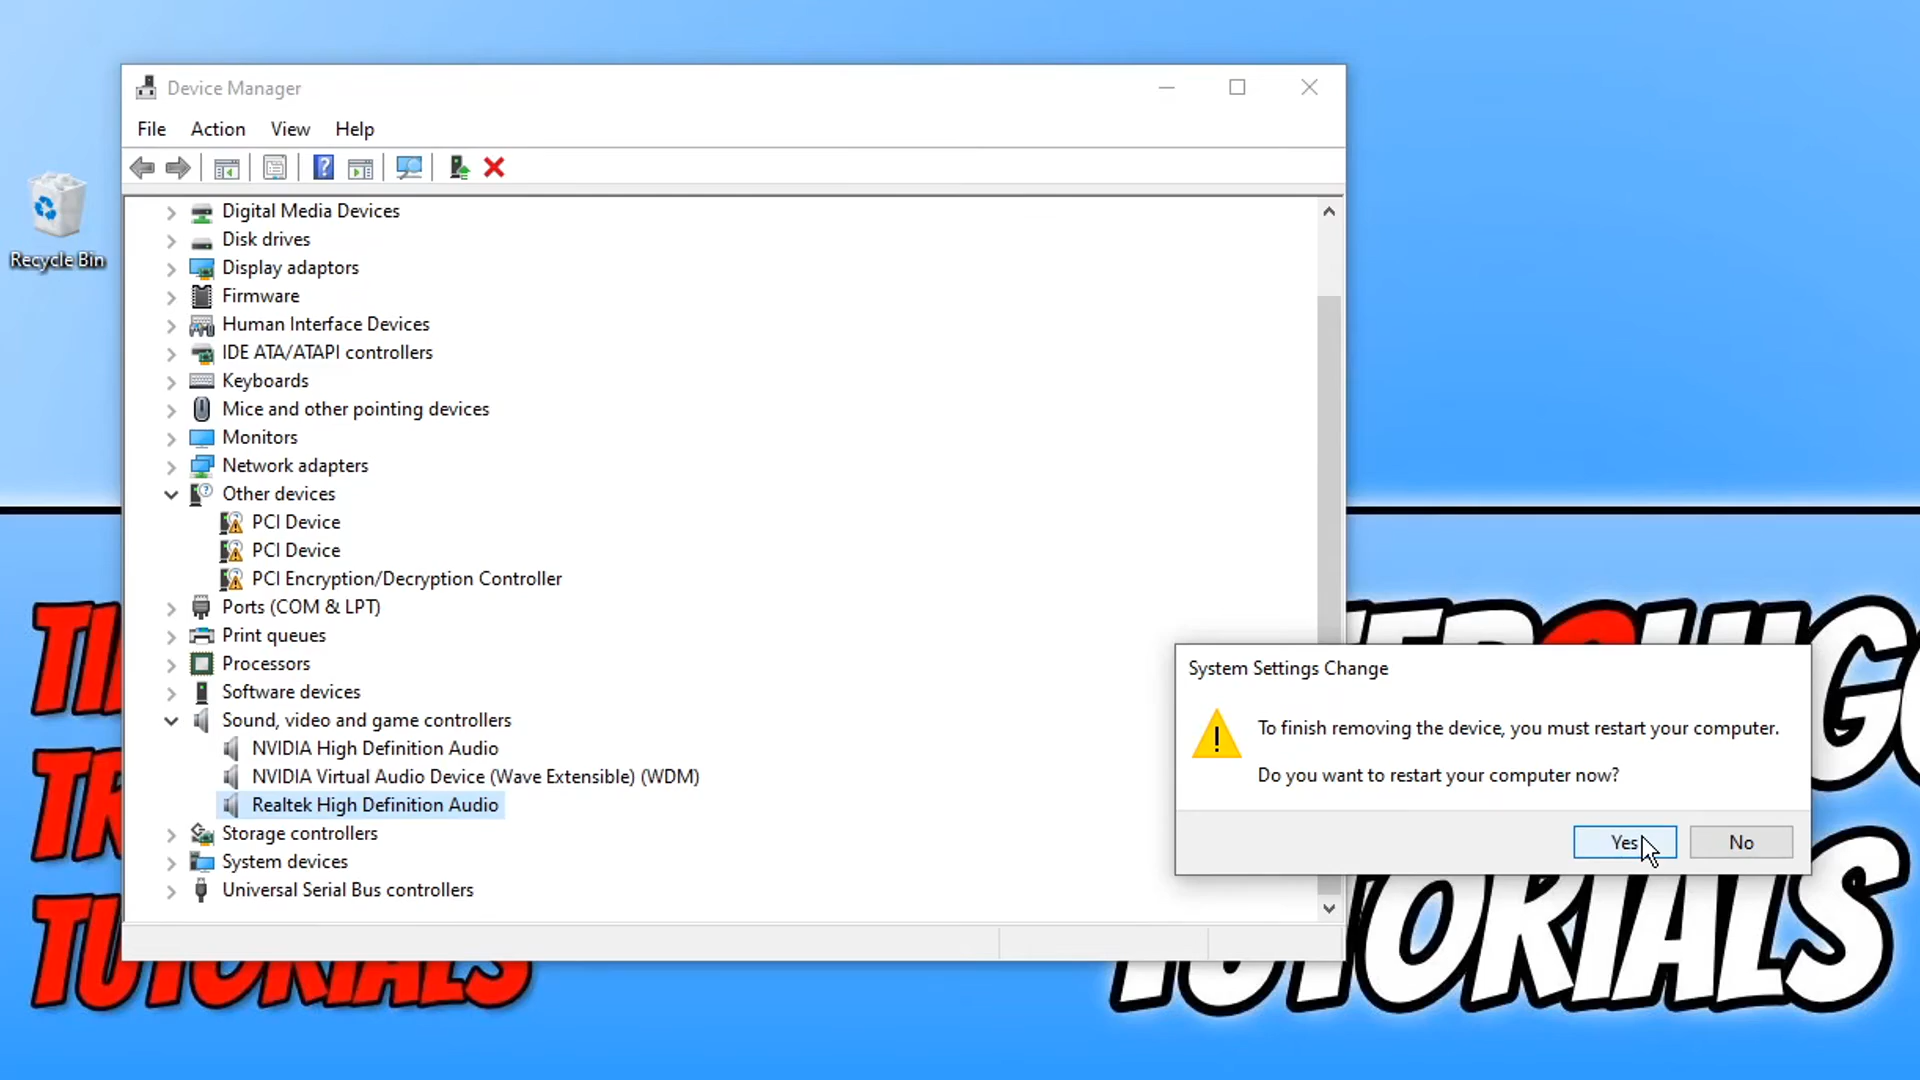 Device Manager
File Action View Help
Recycle Bin
Digital Media Devices
Disk drives
Display adaptors
Firmware
Human Interface Devices
IDE ATA/ATAPI controllers
Keyboards
Mice and other pointing devices
Monitors
Network adapters
Other devices
PCI Device
PCI Device
PCI Encryption/Decryption Controller
Ports (COM & LPT)
Print queues
Processors
Software devices
Sound, video and game controllers
NVIDIA High Definition Audio
NVIDIA Virtual Audio Device (Wave Extensible) (WDM)
Realtek High Definition Audio
Storage controllers
System devices
Universal Serial Bus controllers
System Settings Change
To finish removing the device, you must restart your computer.
Do you want to restart your computer now?
Yes No
TUTORIALS
TUTORIALS